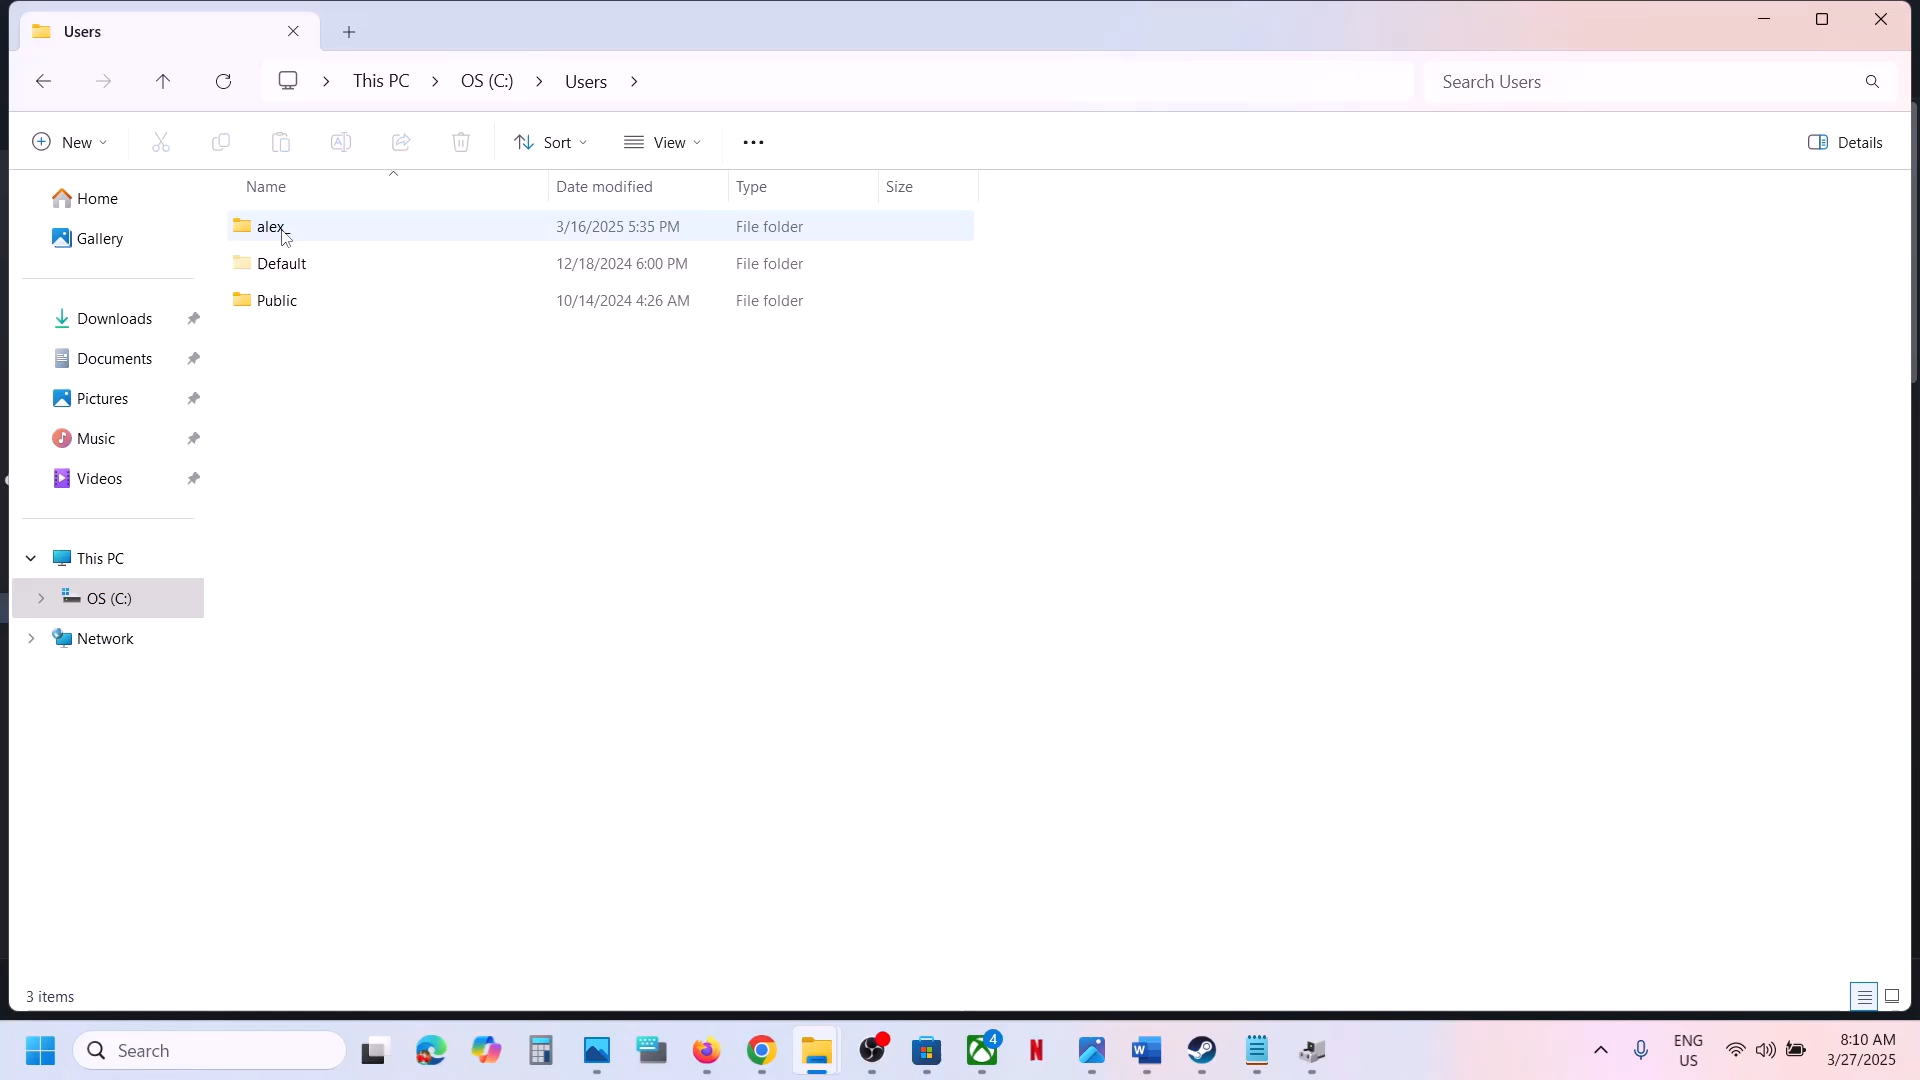 Users
This PC
OS (C:)
Users
Search Users
New
Sort
View
Details
Name
Date modified
Type
Size
alex_
3/16/2025 5:35 PM
File folder
Default
12/18/2024 6:00 PM
File folder
Public
10/14/2024 4:26 AM
File folder
Home
Gallery
Downloads
Documents
Pictures
Music
Videos
This PC
OS (C:)
Network
3 items
Search
4
ENG
US
8:10 AM
3/27/2025